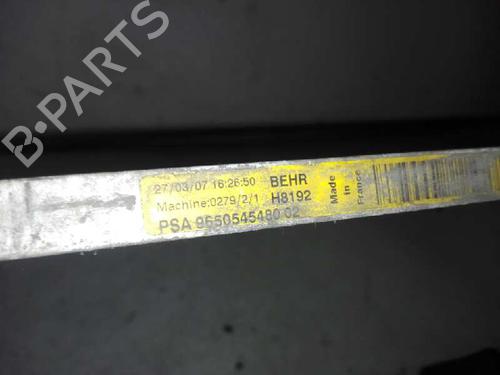 27/03/07 16:26:50 BEHR
Machine:0279/2/1 H8192
PSA 9650545480 02
Made
in
France
B-PARTS